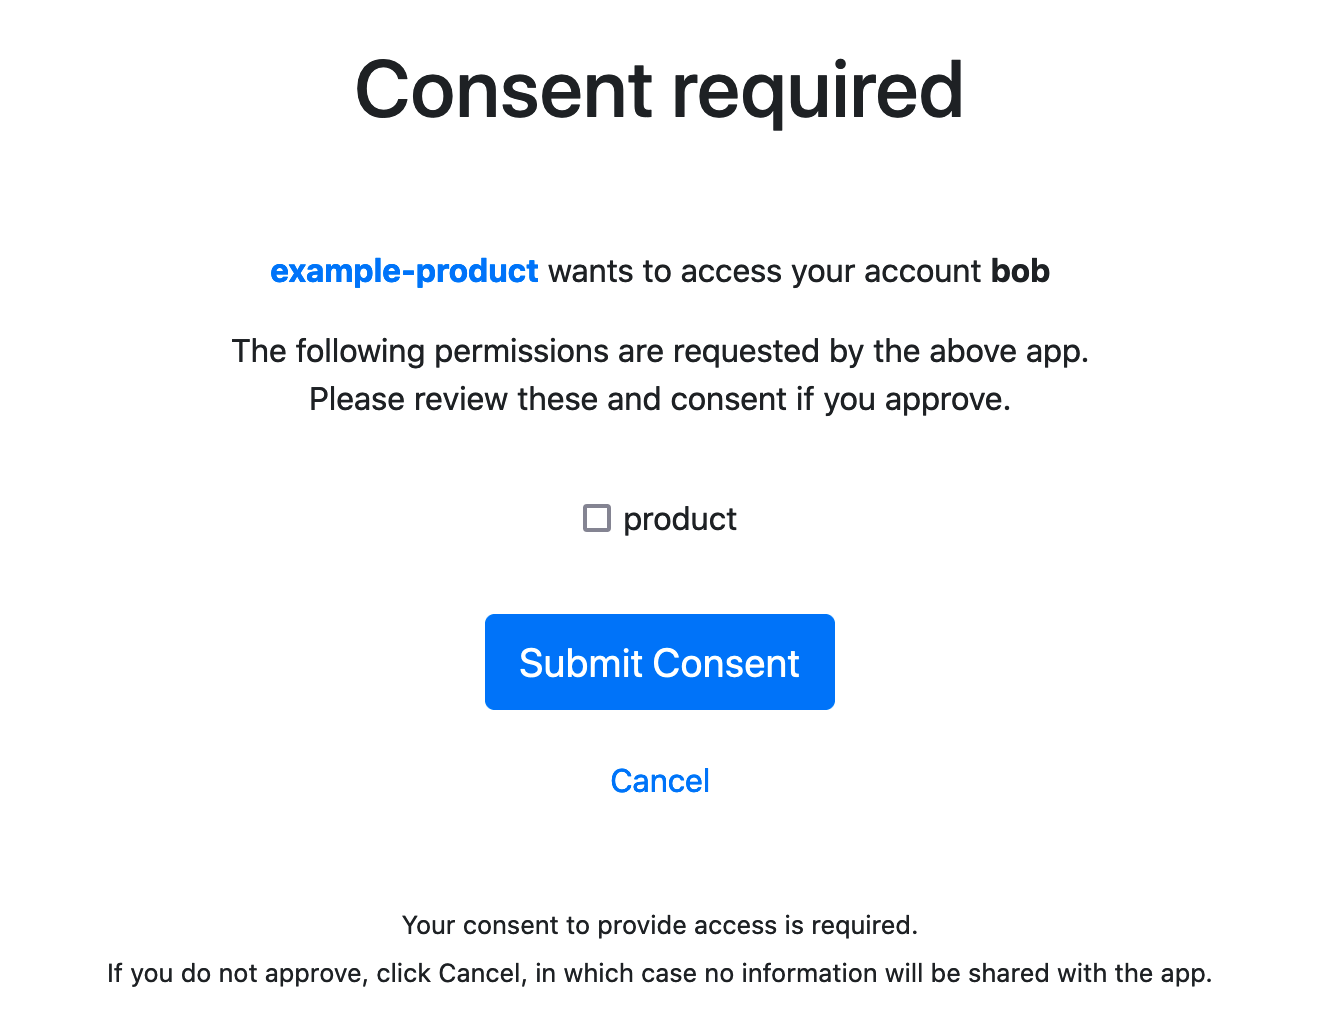 Consent required
example-product wants to access your account bob
The following permissions are requested by the above app.
Please review these and consent if you approve.
product
Submit Consent
Cancel
Your consent to provide access is required.
If you do not approve, click Cancel, in which case no information will be shared with the app.